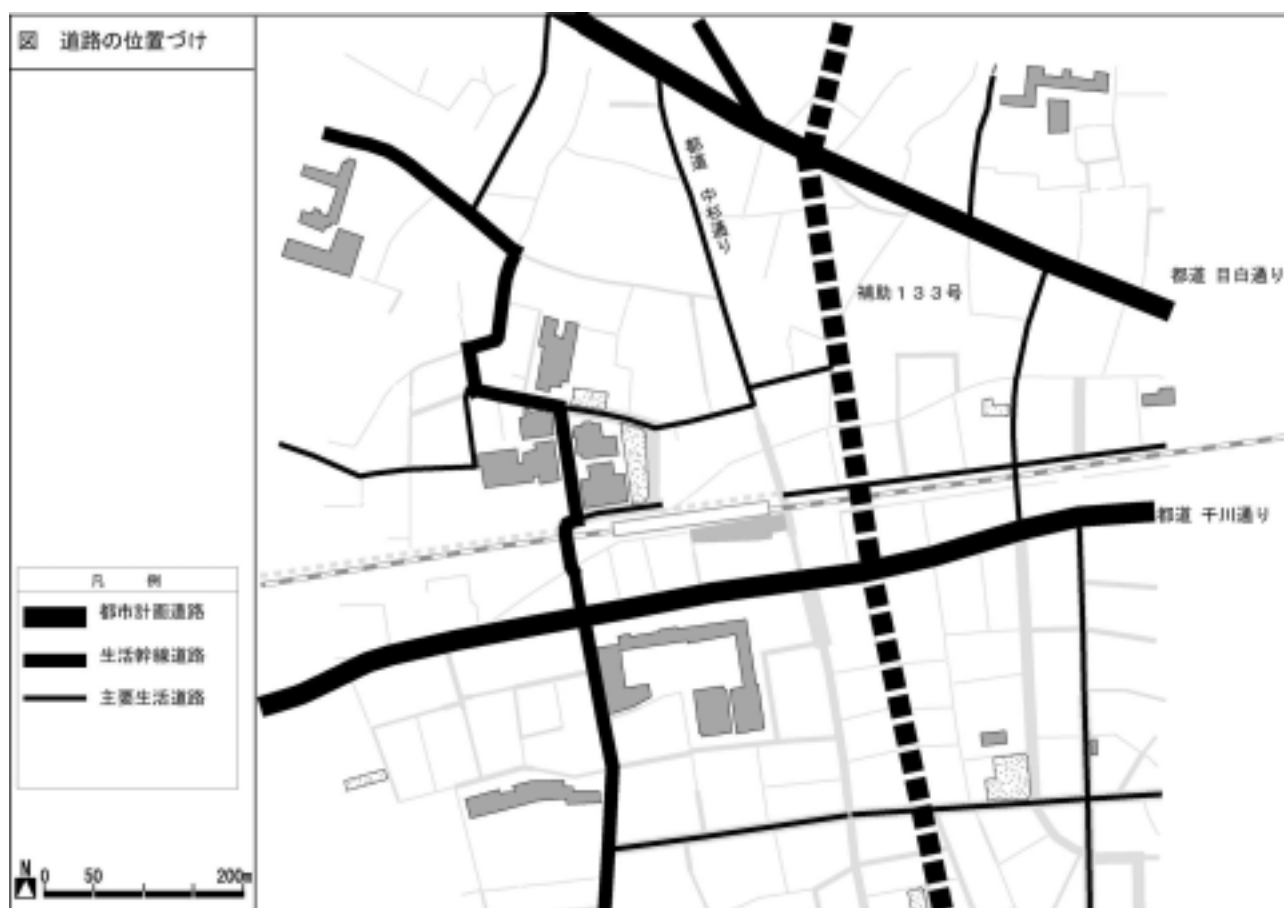 図 道路の位置づけ
都道 中杉通り
補助133号
都道 目白通り
都道 千川通り
凡 例
都市計画道路
生活幹線道路
主要生活道路
N 0 50 200m